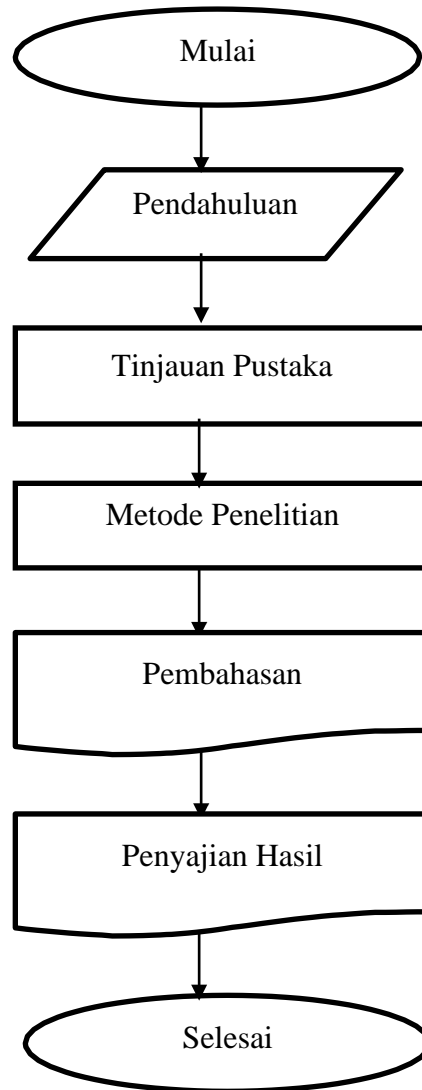 Mulai
Pendahuluan
Tinjauan Pustaka
Metode Penelitian
Pembahasan
Penyajian Hasil
Selesai